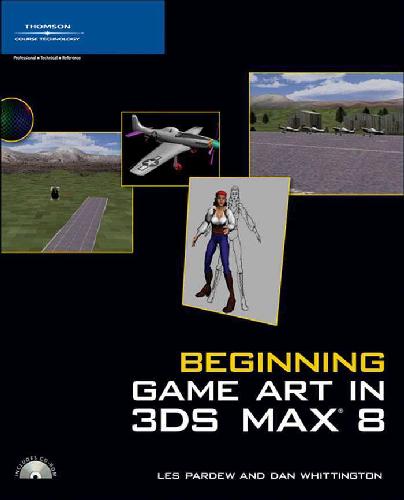 THOMSON
COURSE TECHNOLOGY
Professional ■ Technical ■ Reference
BEGINNING
GAME ART IN
3DS MAX® 8
INCLUDES CD-ROM
LES PARDEW AND DAN WHITTINGTON